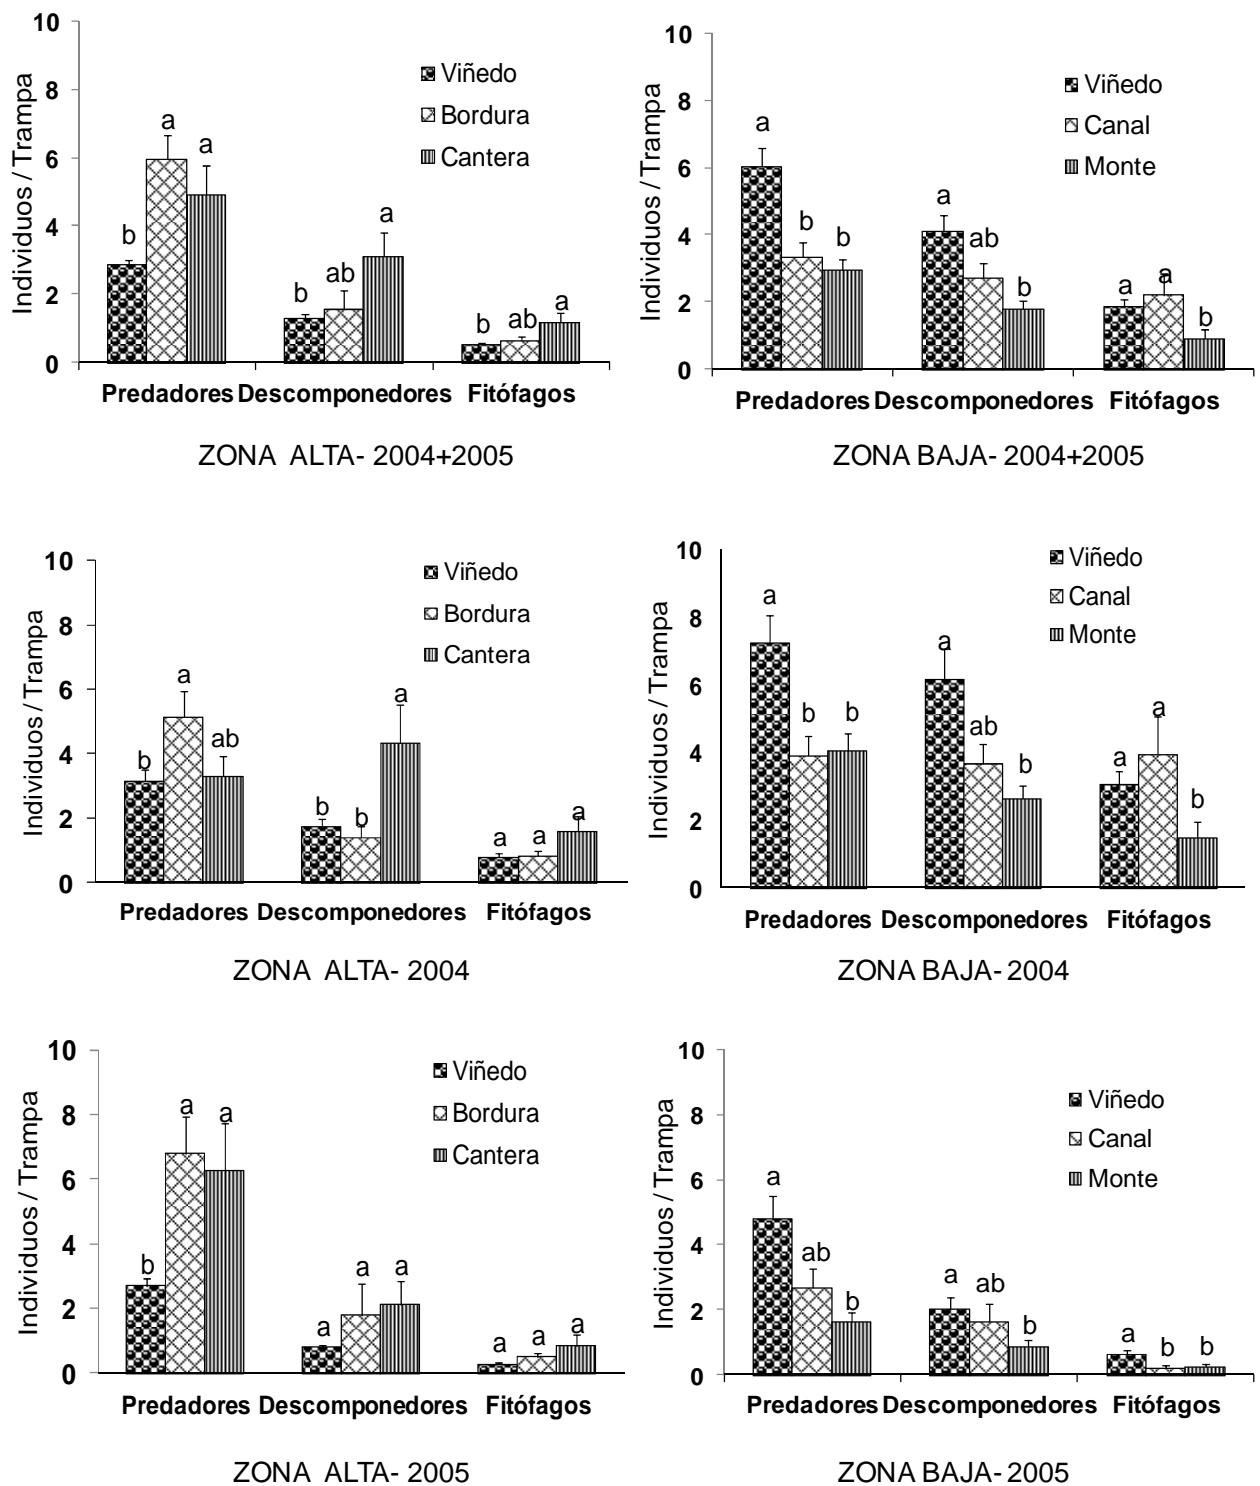 Individuos / Trampa
10
8
6
4
2
0
Viñedo
Bordura
Cantera
b
a
a
b
ab
a
b
ab
a
Predadores Descomponedores Fitófagos
ZONA ALTA- 2004+2005
Individuos / Trampa
10
8
6
4
2
0
Viñedo
Canal
Monte
a
b
b
a
ab
b
a
a
b
Predadores Descomponedores Fitófagos
ZONA BAJA- 2004+2005
Individuos / Trampa
10
8
6
4
2
0
Viñedo
Bordura
Cantera
b
a
ab
b
b
a
a
a
a
Predadores Descomponedores Fitófagos
ZONA ALTA- 2004
Individuos / Trampa
10
8
6
4
2
0
Viñedo
Canal
Monte
a
b
b
a
ab
b
a
a
b
Predadores Descomponedores Fitófagos
ZONA BAJA- 2004
Individuos / Trampa
10
8
6
4
2
0
Viñedo
Bordura
Cantera
b
a
a
a
a
a
a
a
a
Predadores Descomponedores Fitófagos
ZONA ALTA- 2005
Individuos / Trampa
10
8
6
4
2
0
Viñedo
Canal
Monte
a
ab
b
a
ab
b
a
b
b
Predadores Descomponedores Fitófagos
ZONA BAJA- 2005